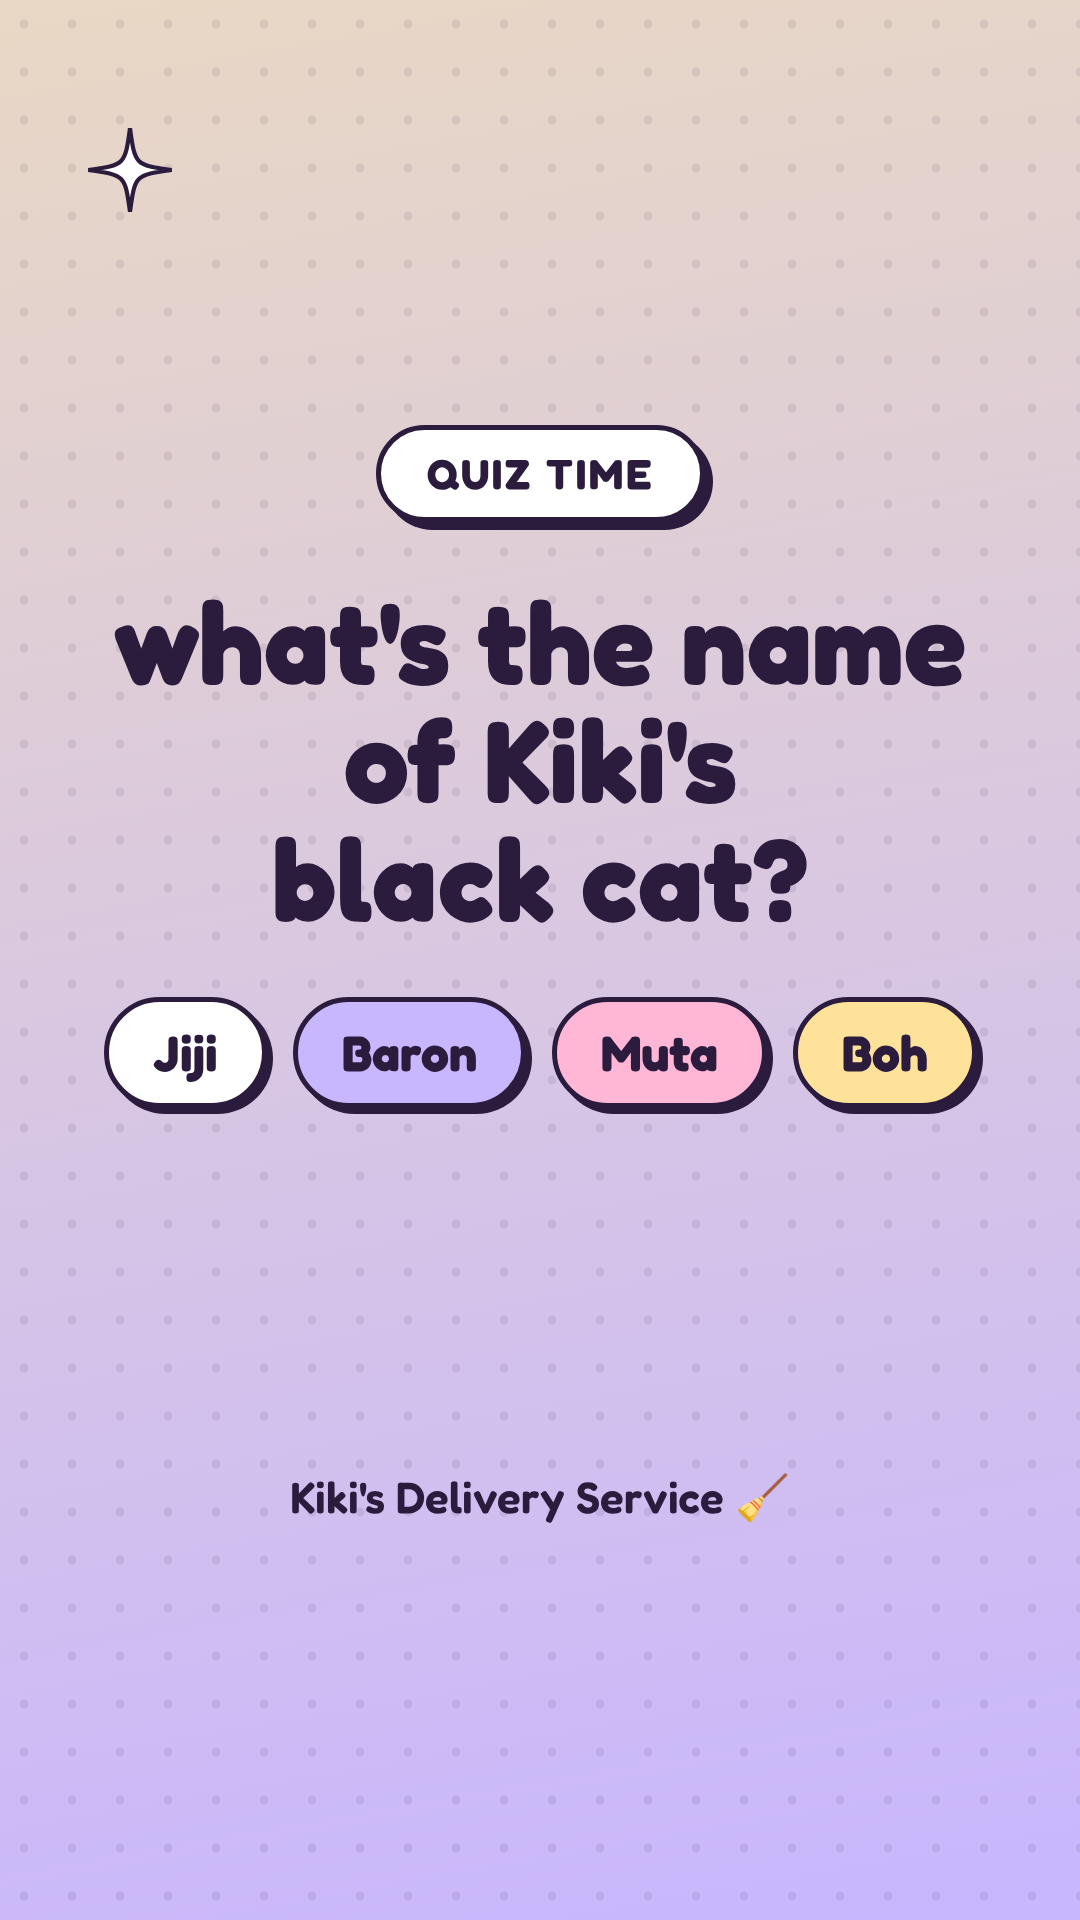 QUIZ TIME
what's the name
of Kiki's
black cat?
Jiji Baron Muta Boh
Kiki's Delivery Service 🧹